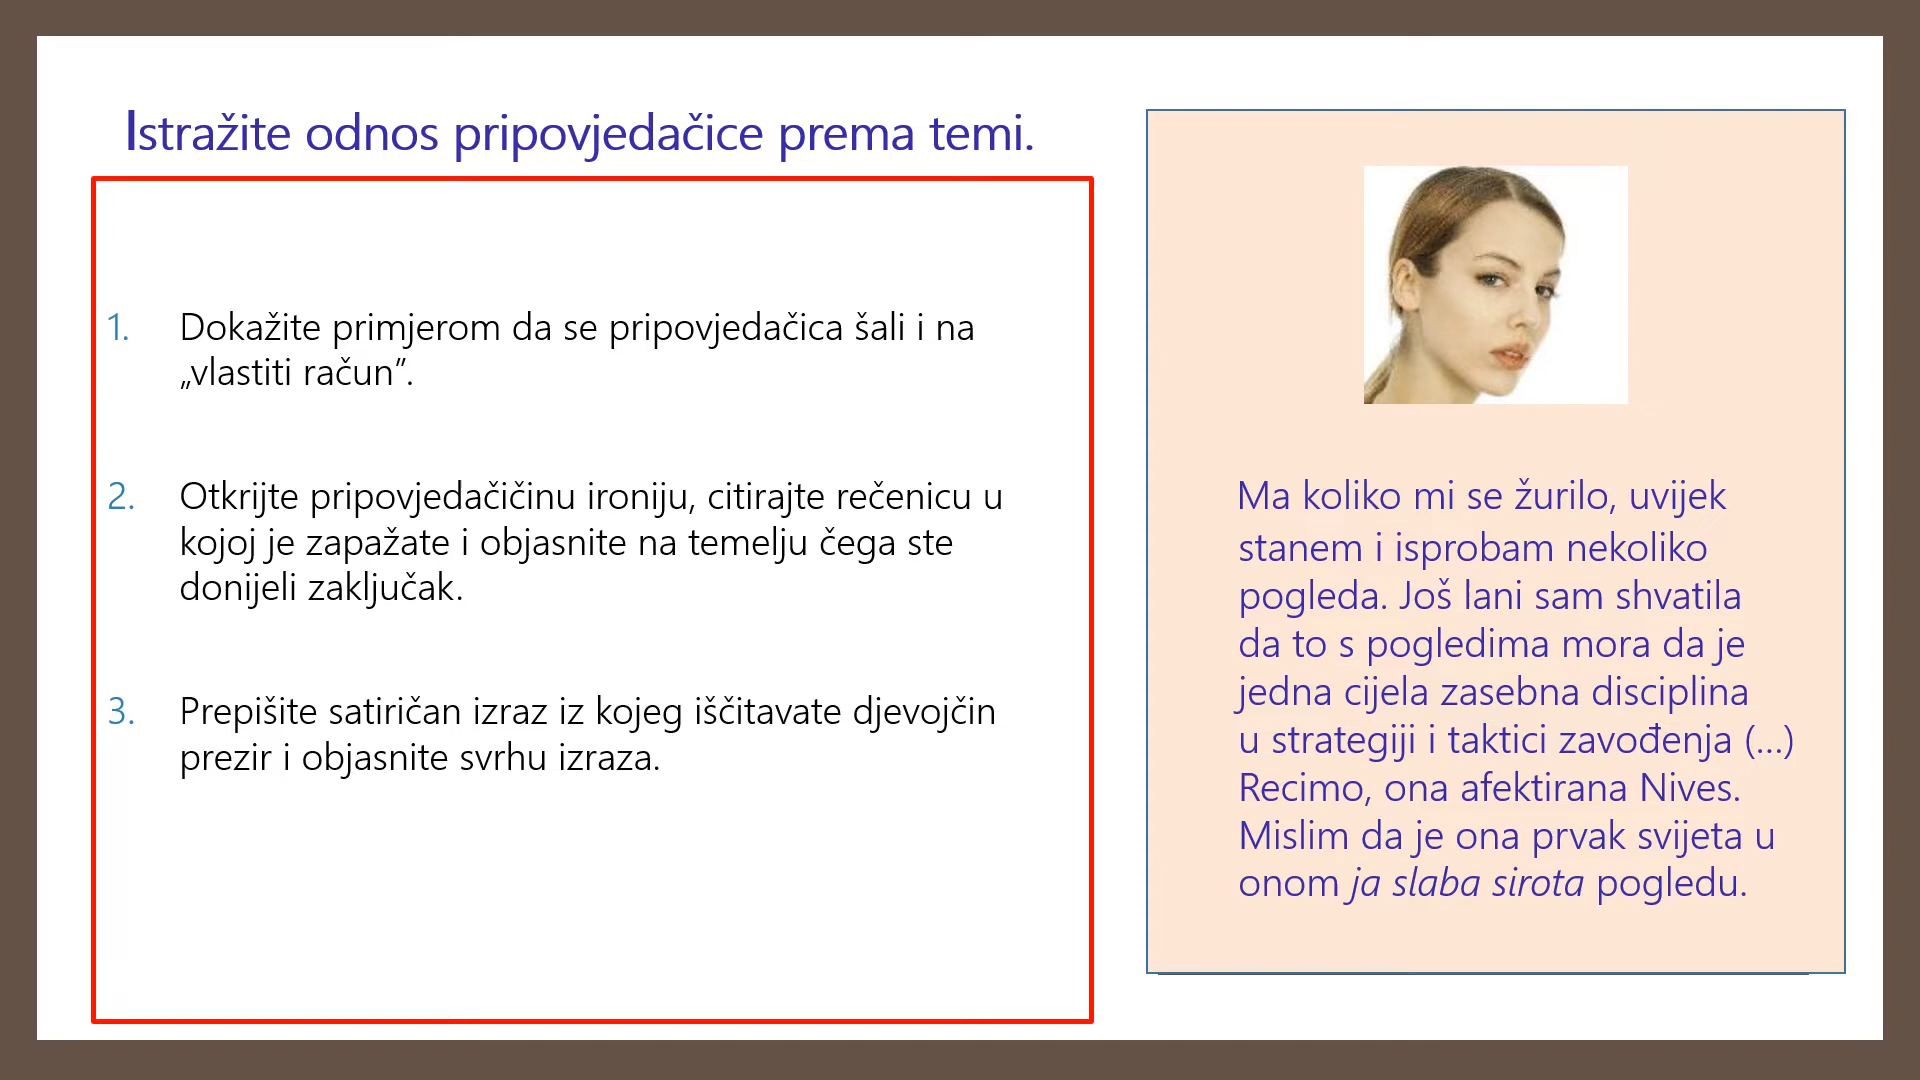 Istražite odnos pripovjedačice prema temi.
1. Dokažite primjerom da se pripovjedačica šali i na
„vlastiti račun”.
2. Otkrijte pripovjedačičinu ironiju, citirajte rečenicu u
kojoj je zapažate i objasnite na temelju čega ste
donijeli zaključak.
3. Prepišite satiričan izraz iz kojeg iščitavate djevojčin
prezir i objasnite svrhu izraza.
Ma koliko mi se žurilo, uvijek
stanem i isprobam nekoliko
pogleda. Još lani sam shvatila
da to s pogledima mora da je
jedna cijela zasebna disciplina
u strategiji i taktici zavođenja (...)
Recimo, ona afektirana Nives.
Mislim da je ona prvak svijeta u
onom ja slaba sirota pogledu.